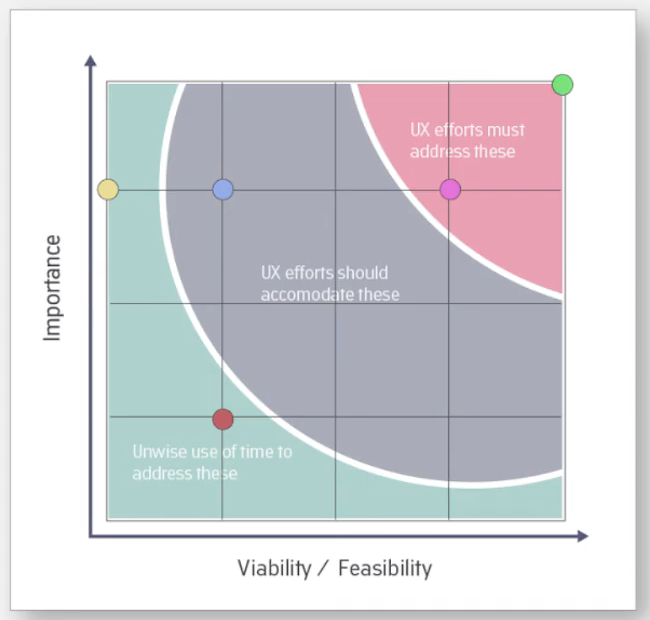 UX efforts must
address these
Importance
UX efforts should
accomodate these
Unwise use of time to
address these
Viability / Feasibility